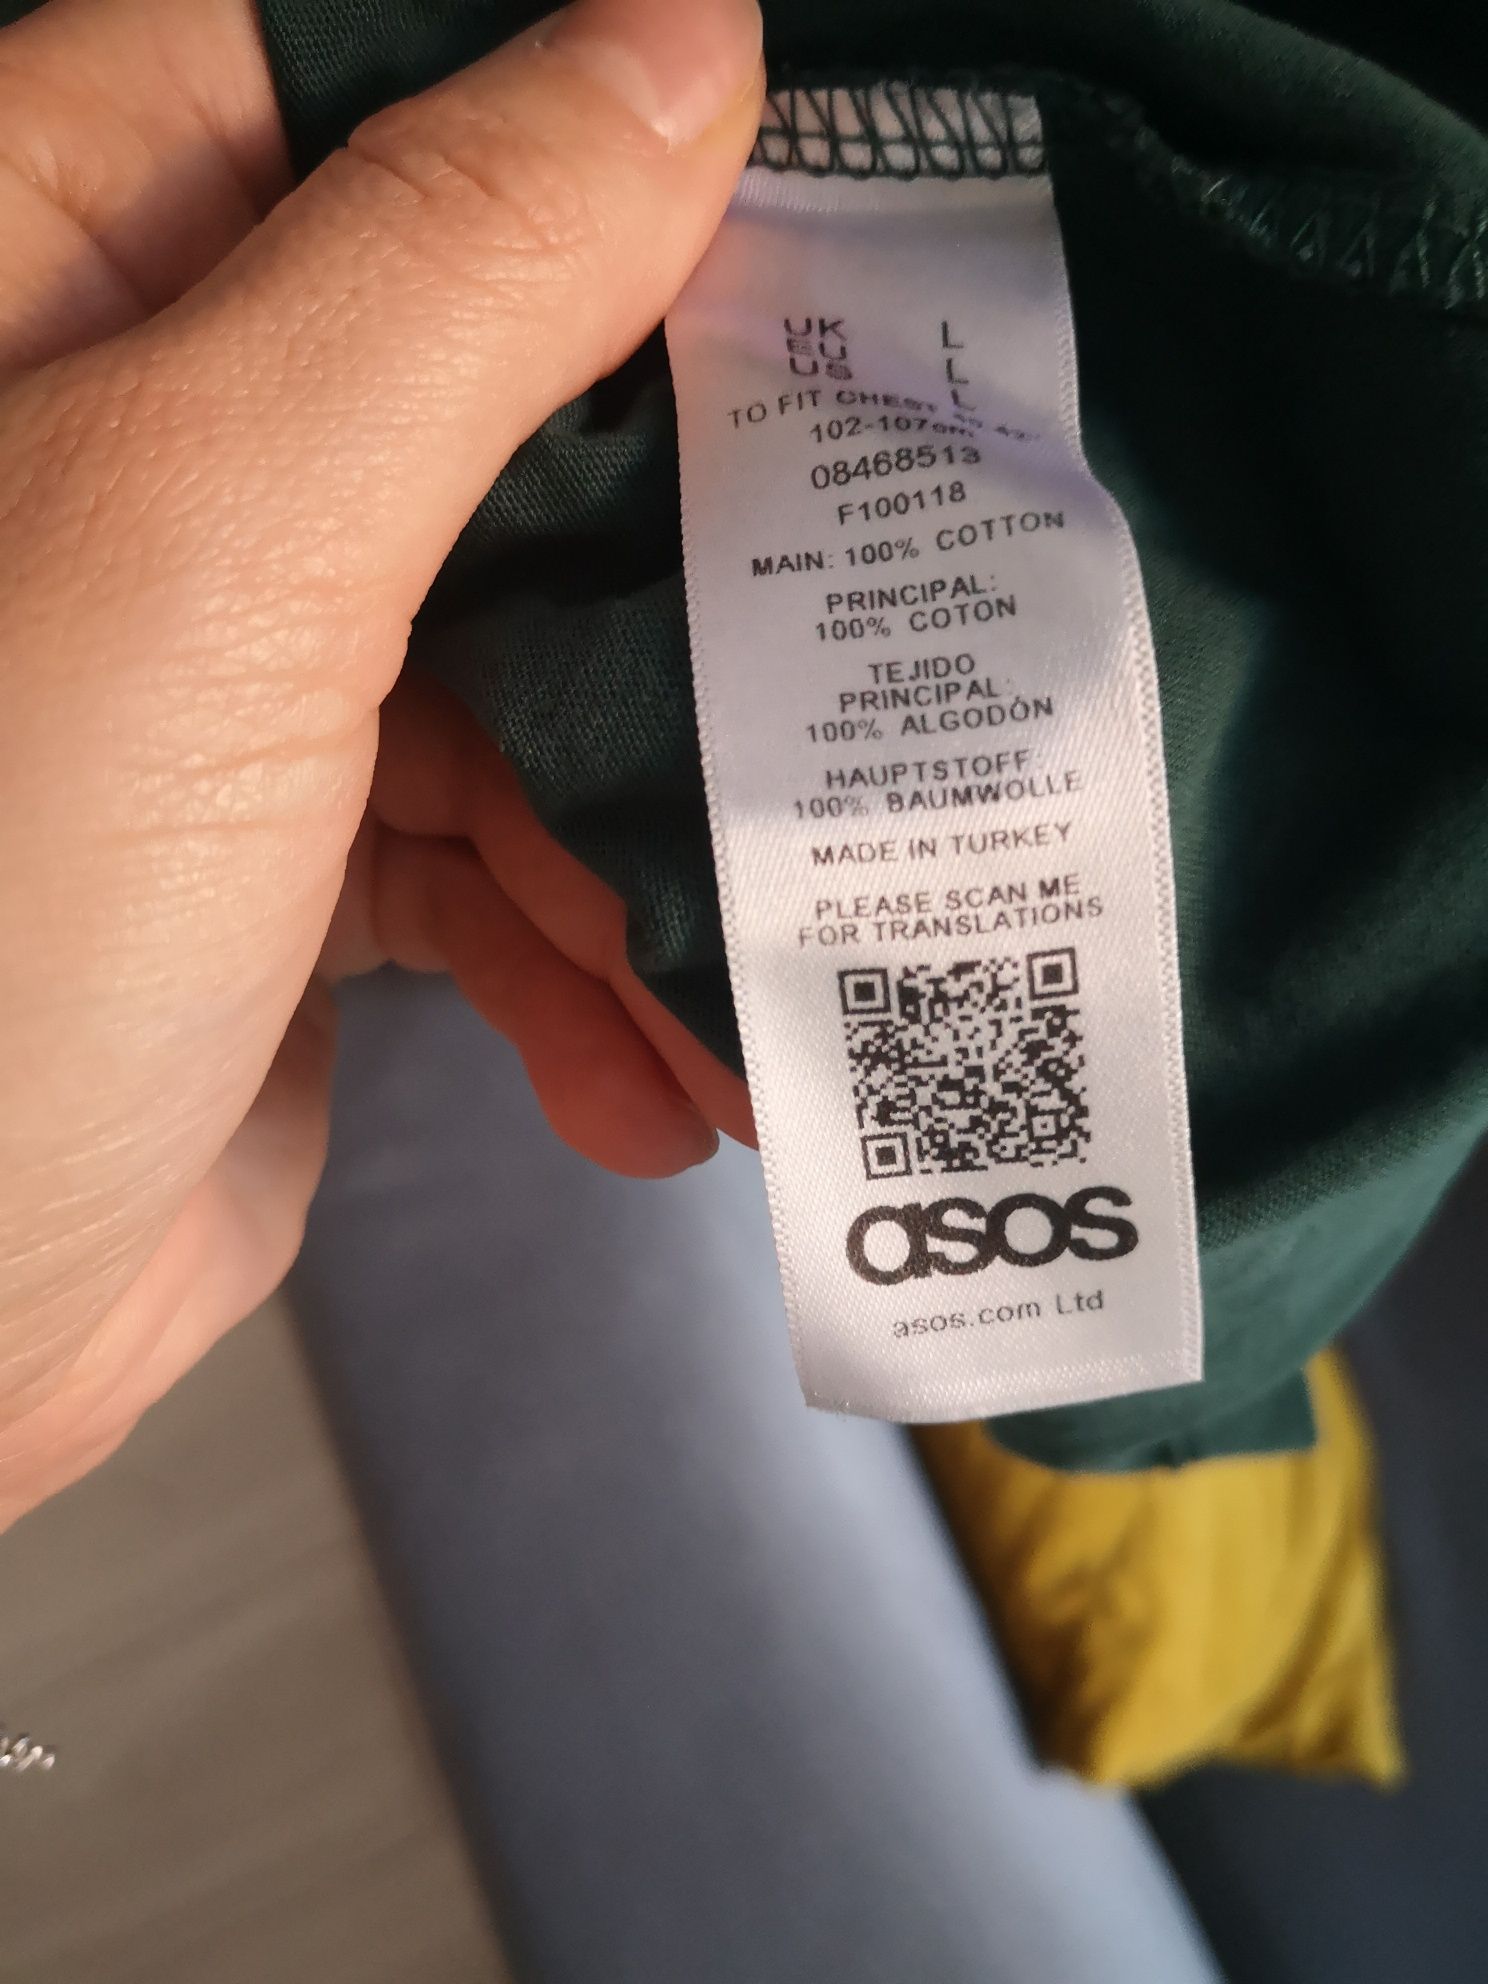 UK L
EU L
US L
TO FIT CHEST
102-107cm
08468513
F100118
MAIN: 100% COTTON
PRINCIPAL:
100% COTON
TEJIDO
PRINCIPAL:
100% ALGODÓN
HAUPTSTOFF:
100% BAUMWOLLE
MADE IN TURKEY
PLEASE SCAN ME
FOR TRANSLATIONS
asos
asos.com Ltd